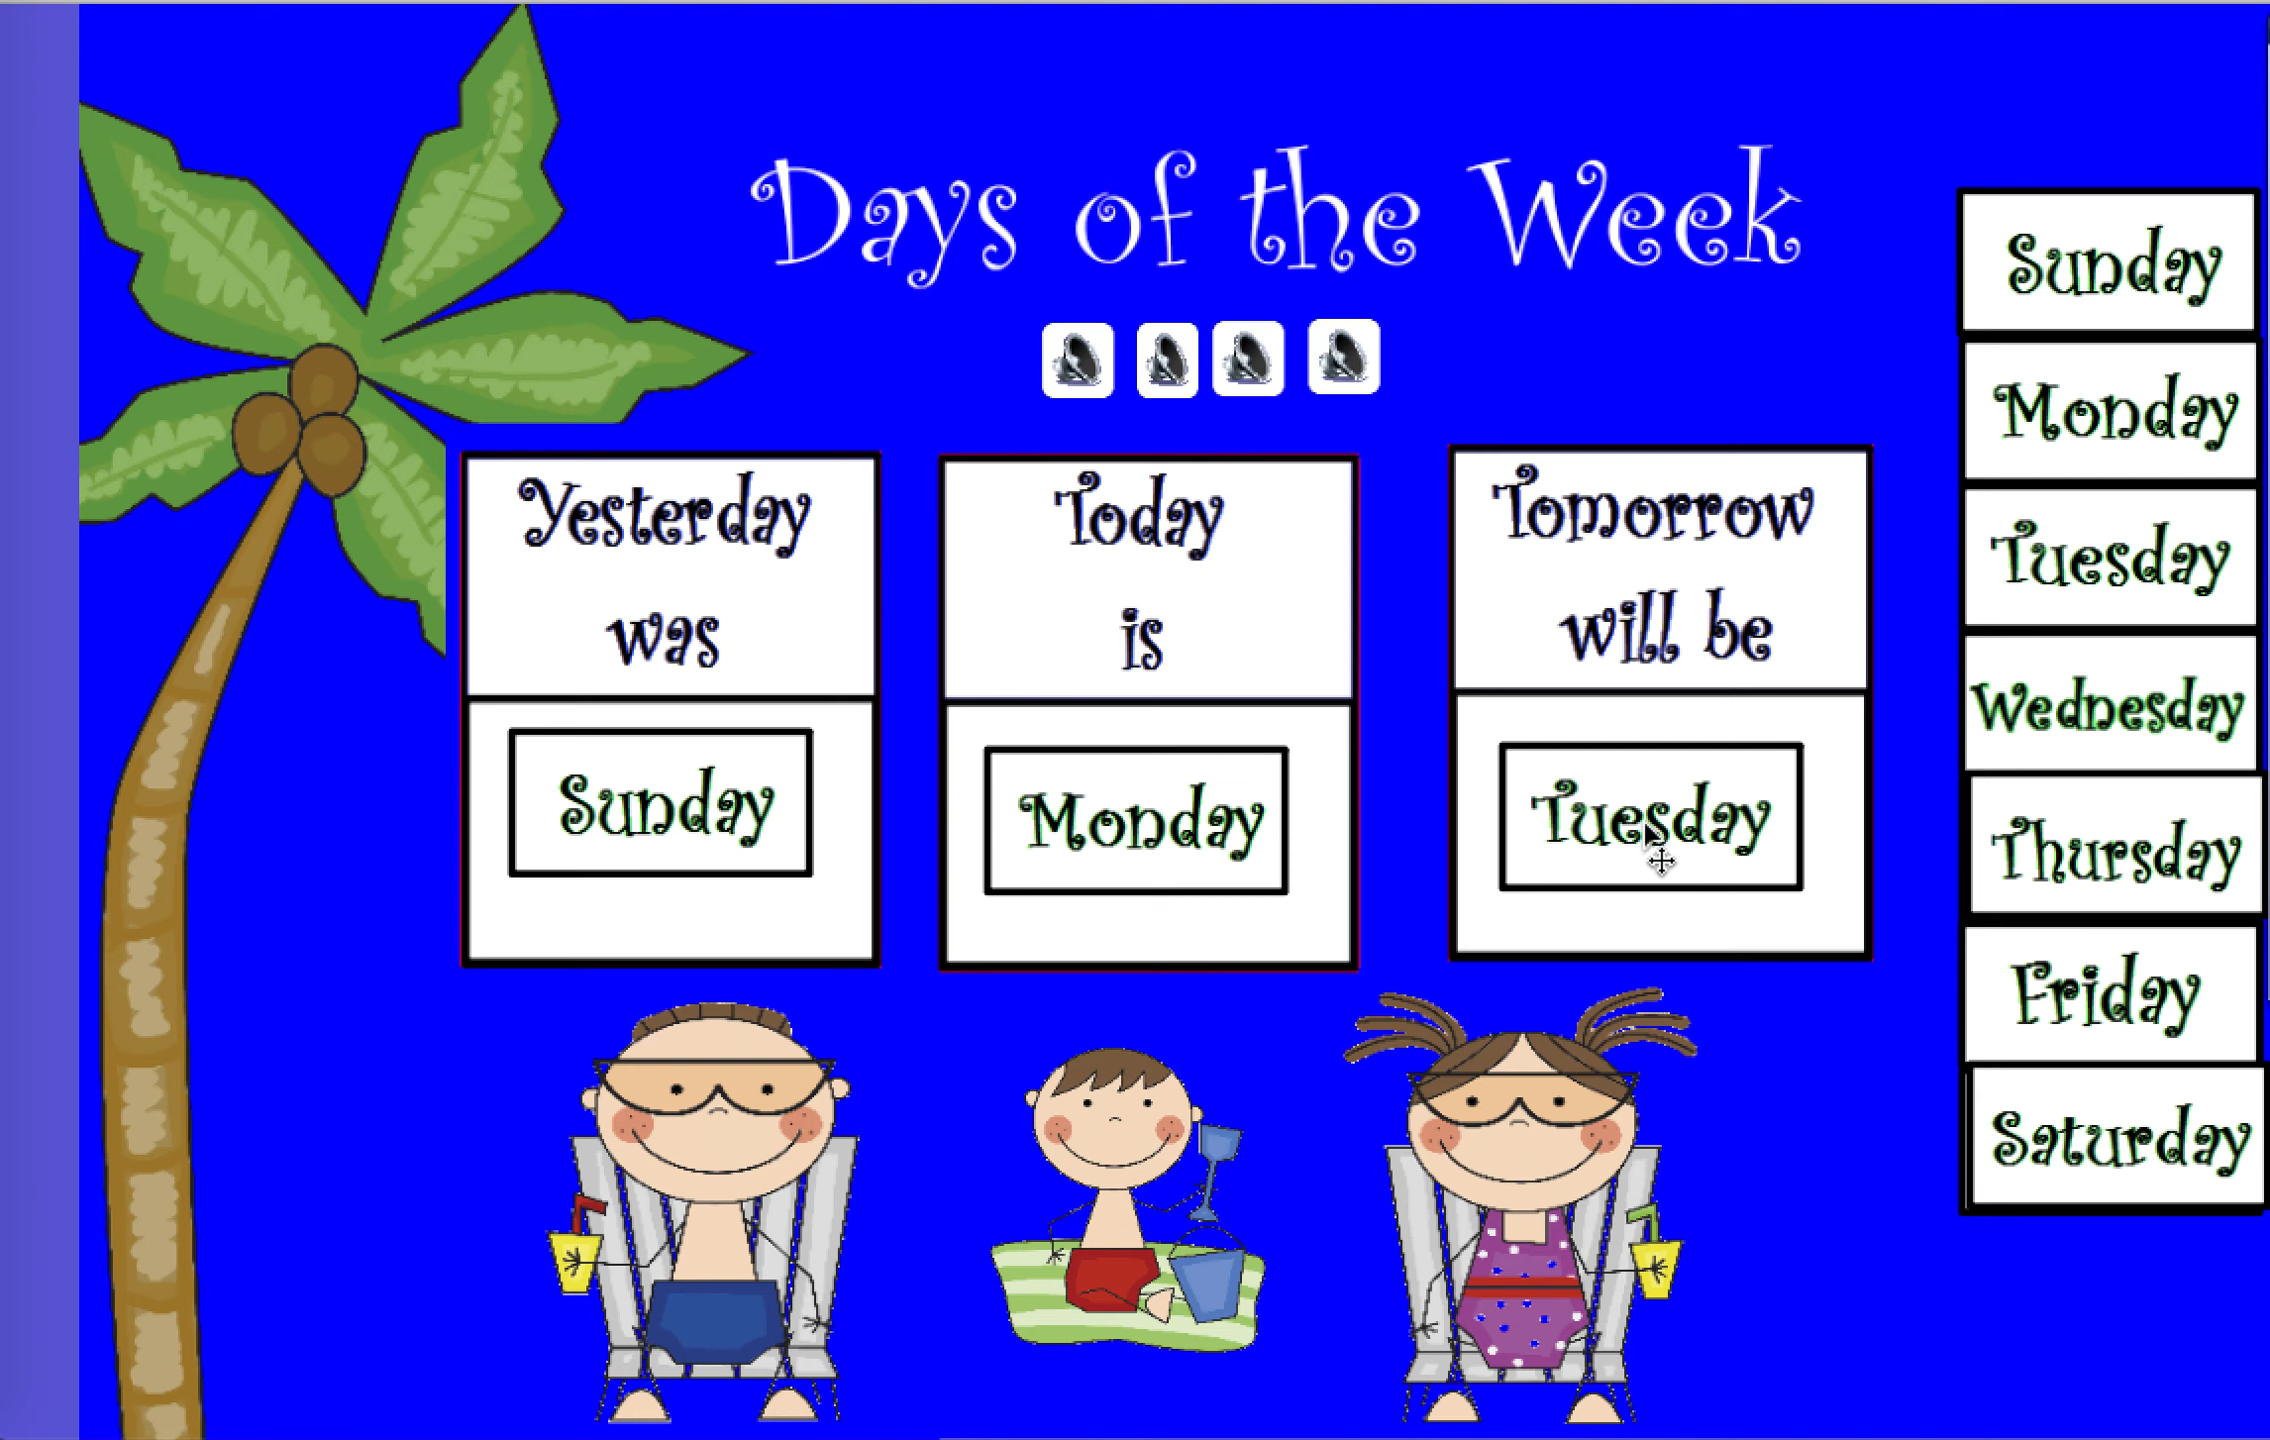 Days of the Week
Yesterday
was
Sunday
Today
is
Monday
Tomorrow
will be
Tuesday
Sunday
Monday
Tuesday
Wednesday
Thursday
Friday
Saturday